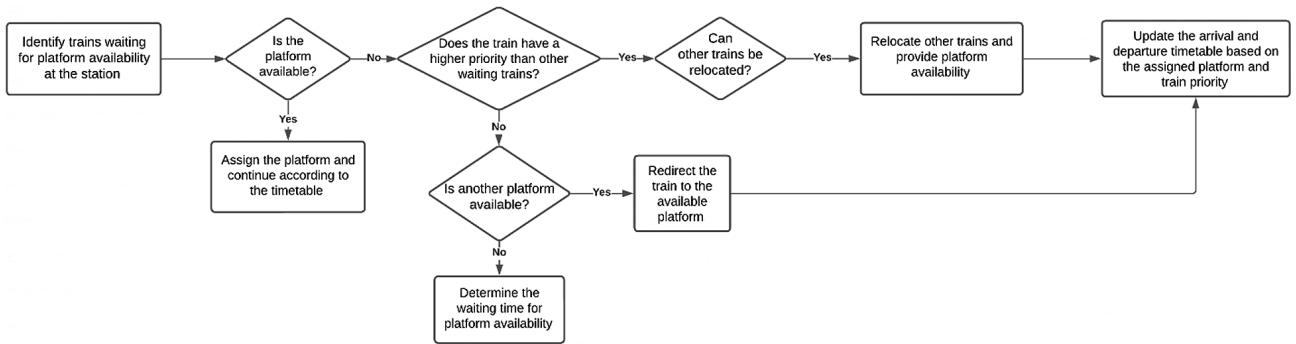 Identify trains waiting
for platform availability
at the station
Is the
platform
available?
No
Does the train have a
higher priority than other
waiting trains?
Yes
Can
other trains be
relocated?
Yes
Relocate other trains and
provide platform
availability
Update the arrival and
departure timetable based on
the assigned platform and
train priority
Yes
Assign the platform and
continue according to
the timetable
No
Is another platform
available?
Yes
Redirect the
train to the
available
platform
No
Determine the
waiting time for
platform availability